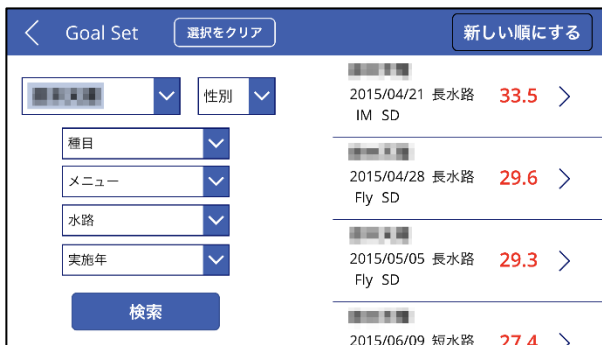 Goal Set
選択をクリア
新しい順にする
性別
種目
メニュー
水路
実施年
検索
2015/04/21 長水路
IM SD
33.5
2015/04/28 長水路
Fly SD
29.6
2015/05/05 長水路
Fly SD
29.3
2015/06/09 短水路
27.4